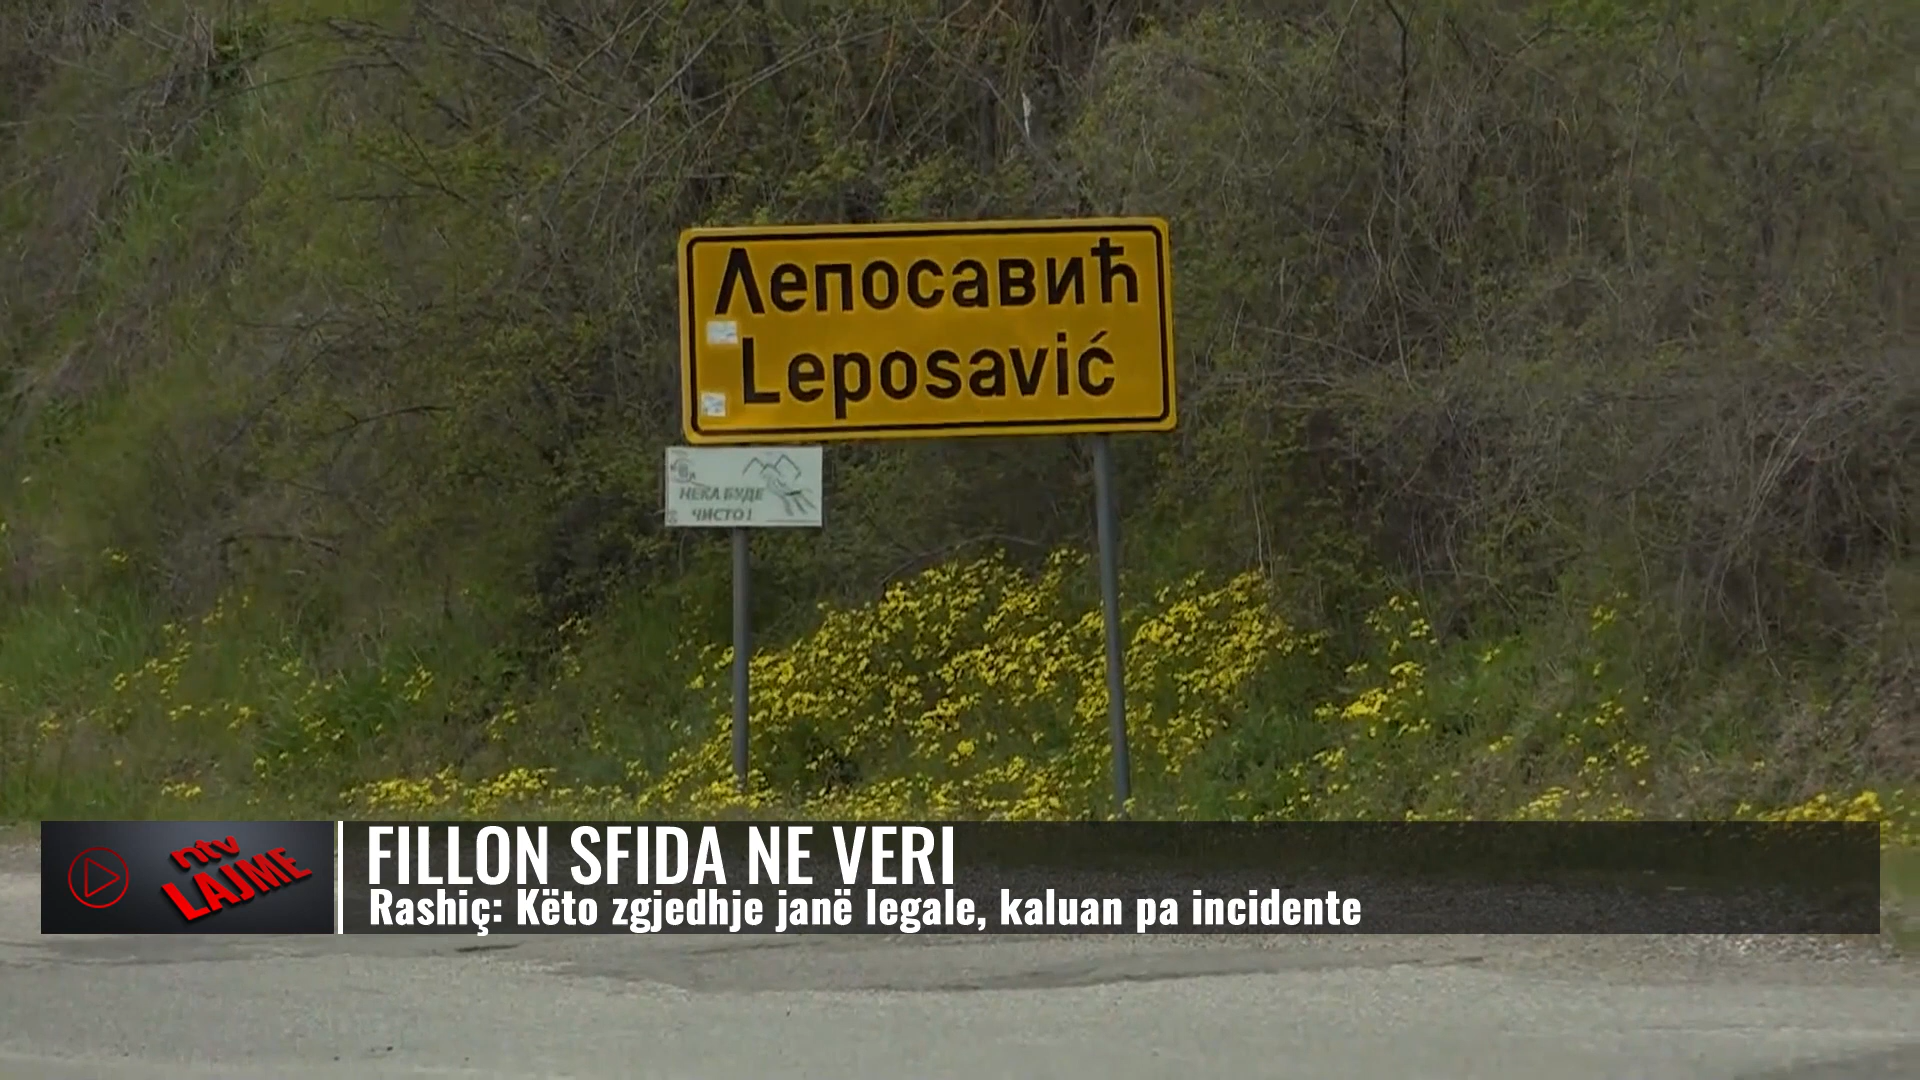 Лепосавић
Leposavić
НЕКА БУДЕ
ЧИСТО!
ntv
LAJME
FILLON SFIDA NE VERI
Rashiç: Këto zgjedhje janë legale, kaluan pa incidente